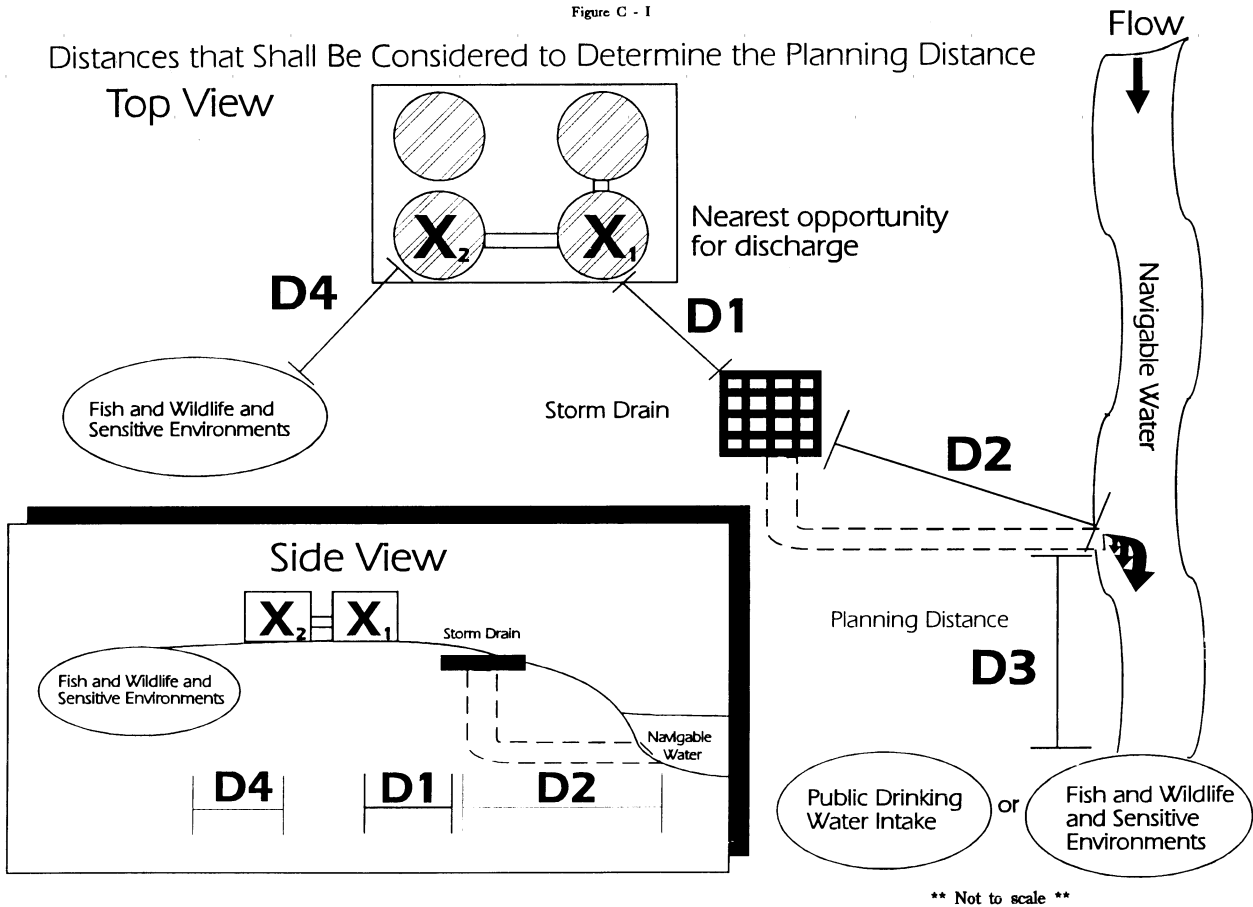 Figure C - I
Distances that Shall Be Considered to Determine the Planning Distance
Flow
Top View
X2
X1
Nearest opportunity
for discharge
D4
D1
Navigable Water
Fish and Wildlife and
Sensitive Environments
Storm Drain
D2
Planning Distance
D3
Public Drinking
Water Intake
or
Fish and Wildlife
and Sensitive
Environments
Side View
X2
X1
Storm Drain
Fish and Wildlife and
Sensitive Environments
Navigable
Water
D4
D1
D2
** Not to scale **